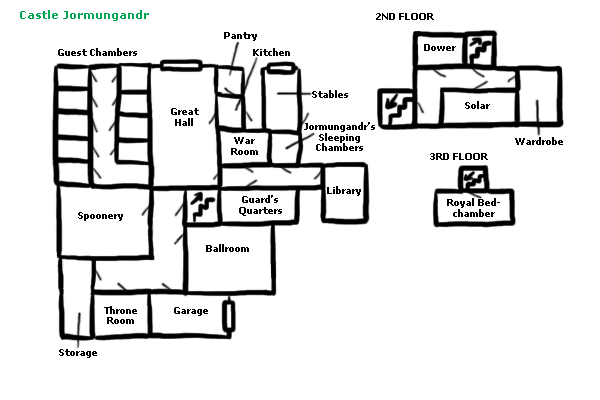 Castle Jormungandr
2ND FLOOR
Pantry
Guest Chambers
Kitchen
Dower
Stables
Great
Hall
Solar
Jormungandr's
Sleeping
Chambers
War
Room
Wardrobe
3RD FLOOR
Library
Guard's
Quarters
Royal Bed-
chamber
Spoonery
Ballroom
Throne
Room
Garage
Storage